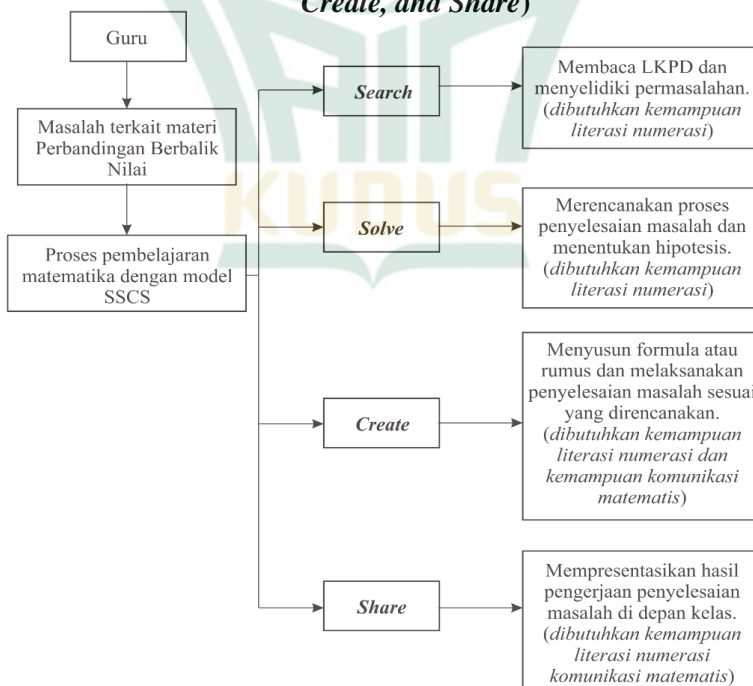 Create, and Share)
Guru
Masalah terkait materi
Perbandingan Berbalik
Nilai
Proses pembelajaran
matematika dengan model
SSCS
Search
Membaca LKPD dan
menyelidiki permasalahan.
(dibutuhkan kemampuan
literasi numerasi)
Solve
Merencanakan proses
penyelesaian masalah dan
menentukan hipotesis.
(dibutuhkan kemampuan
literasi numerasi)
Create
Menyusun formula atau
rumus dan melaksanakan
penyelesaian masalah sesuai
yang direncanakan.
(dibutuhkan kemampuan
literasi numerasi dan
kemampuan komunikasi
matematis)
Share
Mempresentasikan hasil
pengerjaan penyelesaian
masalah di depan kelas.
(dibutuhkan kemampuan
literasi numerasi
komunikasi matematis)
KUDUS